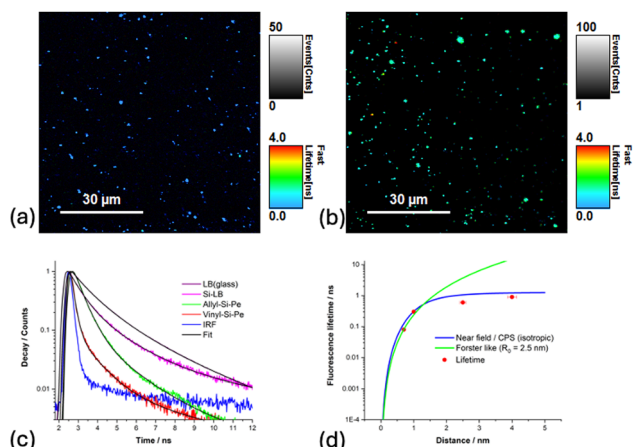 50
Events[Cnts]
0
4.0
Fast
Lifetime[ns]
0.0
30 μm
(a)
100
Events[Cnts]
1
4.0
Fast
Lifetime[ns]
0.0
30 μm
(b)
Decay / Counts
1
0.1
0.01
LB(glass)
Si-LB
Allyl-Si-Pe
Vinyl-Si-Pe
IRF
Fit
2 3 4 5 6 7 8 9 10 11 12
Time / ns
(c)
Fluorescence lifetime / ns
10
1
0.1
0.01
1E-3
1E-4
Near field / CPS (isotropic)
Forster like (R0 = 2.5 nm)
Lifetime
0 1 2 3 4 5
Distance / nm
(d)